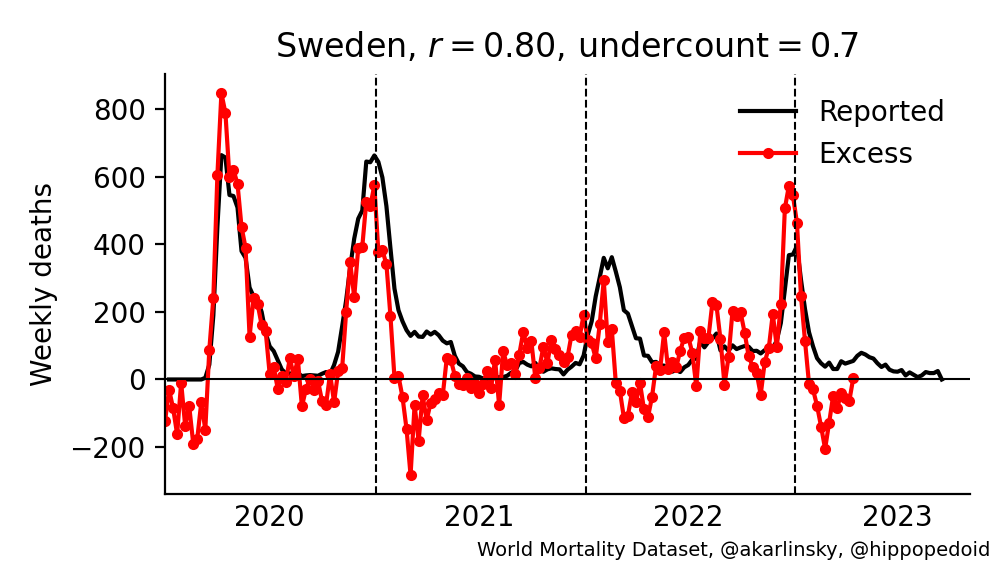 Sweden, r = 0.80, undercount = 0.7
Reported
Excess
Weekly deaths
800
600
400
200
0
−200
2020 2021 2022 2023
World Mortality Dataset, @akarlinsky, @hippopedoid